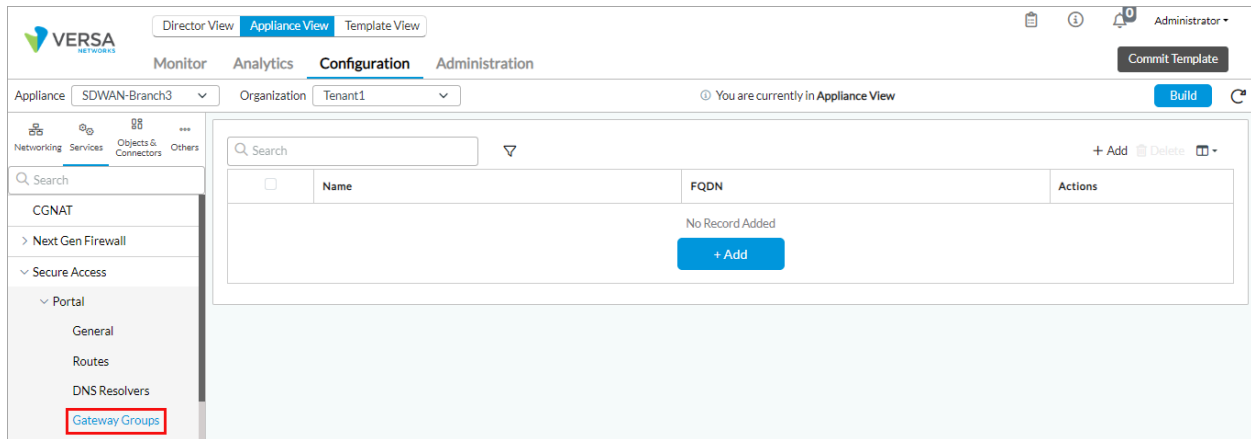 VERSA
NETWORKS
Director View Appliance View Template View
0
Administrator
Monitor Analytics Configuration Administration
Commit Template
Appliance SDWAN-Branch3 Organization Tenant1 You are currently in Appliance View Build
Networking Services Objects & Connectors Others
Search
Search
+ Add Delete
Name FQDN Actions
No Record Added
+ Add
CGNAT
> Next Gen Firewall
Secure Access
Portal
General
Routes
DNS Resolvers
Gateway Groups